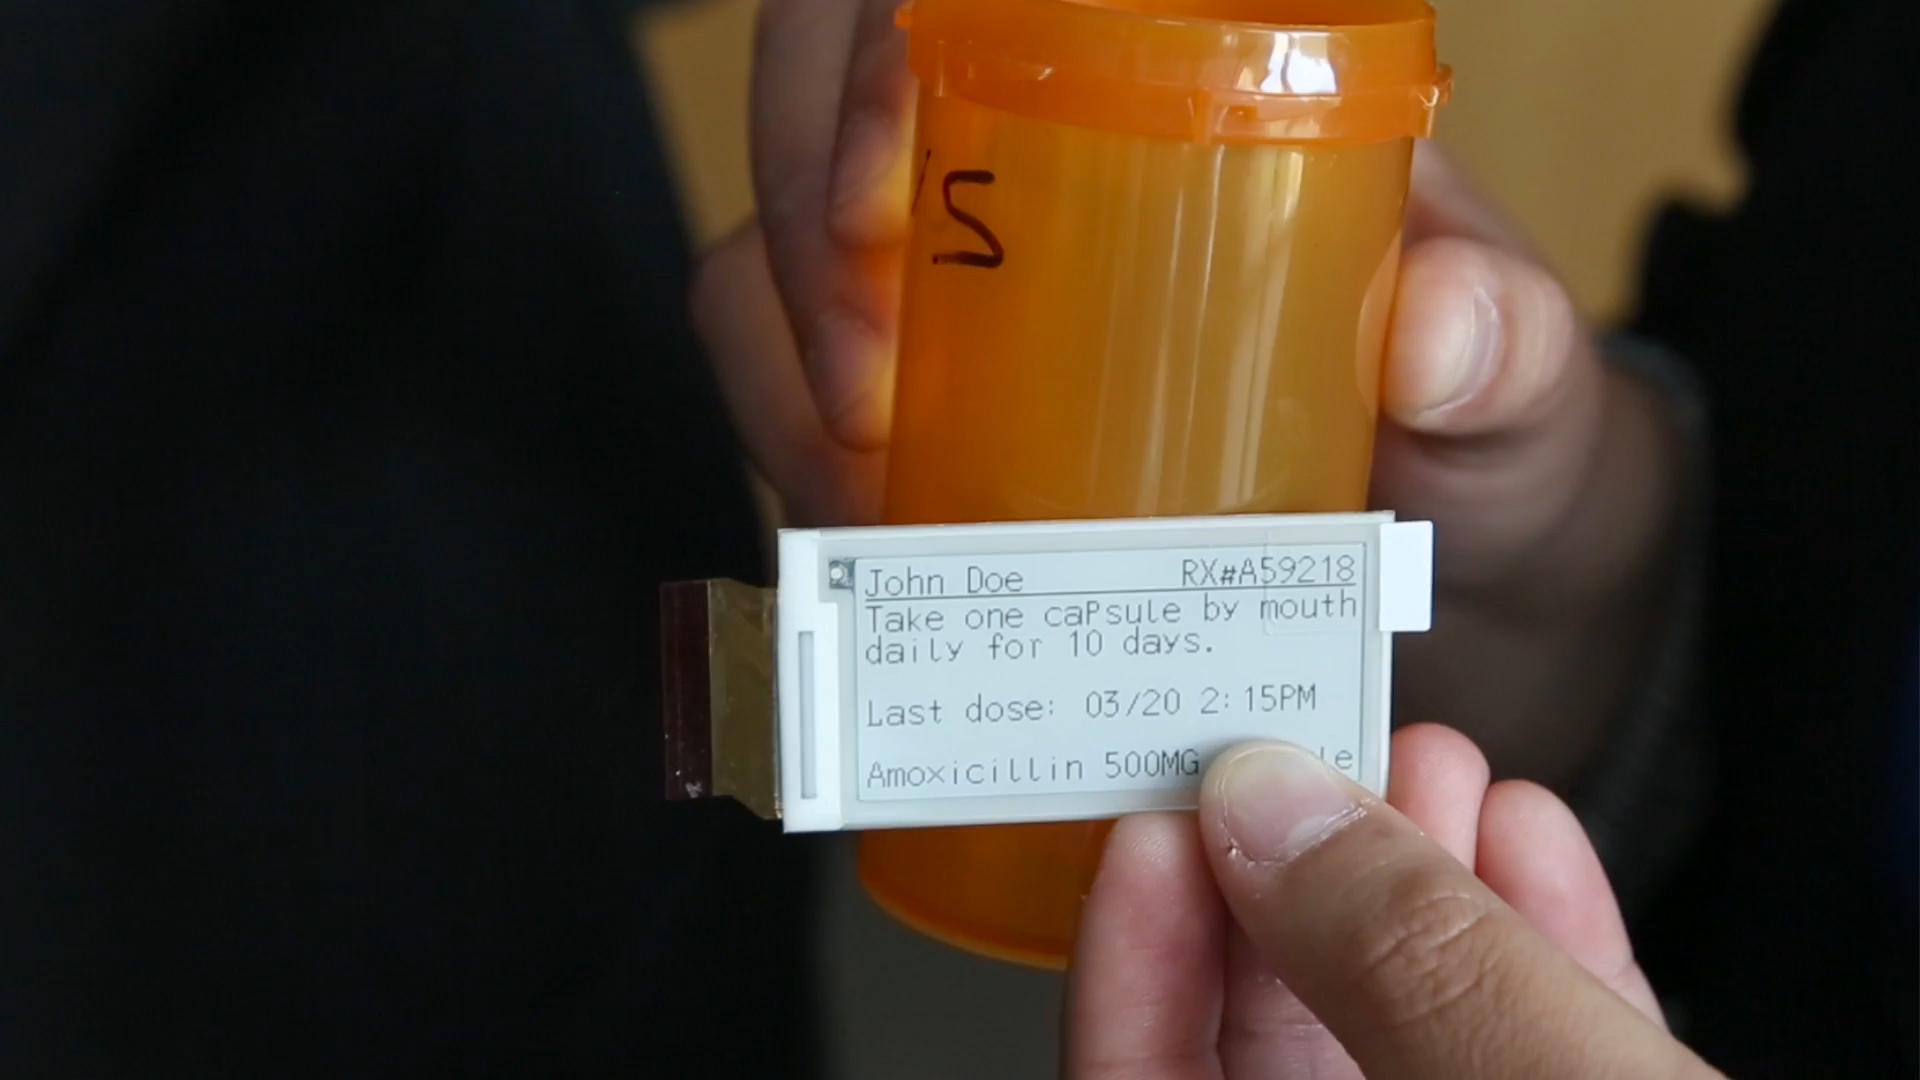 John Doe RX#A59218
Take one caPsule by mouth
daily for 10 days.
Last dose: 03/20 2:15PM
Amoxicillin 500MG